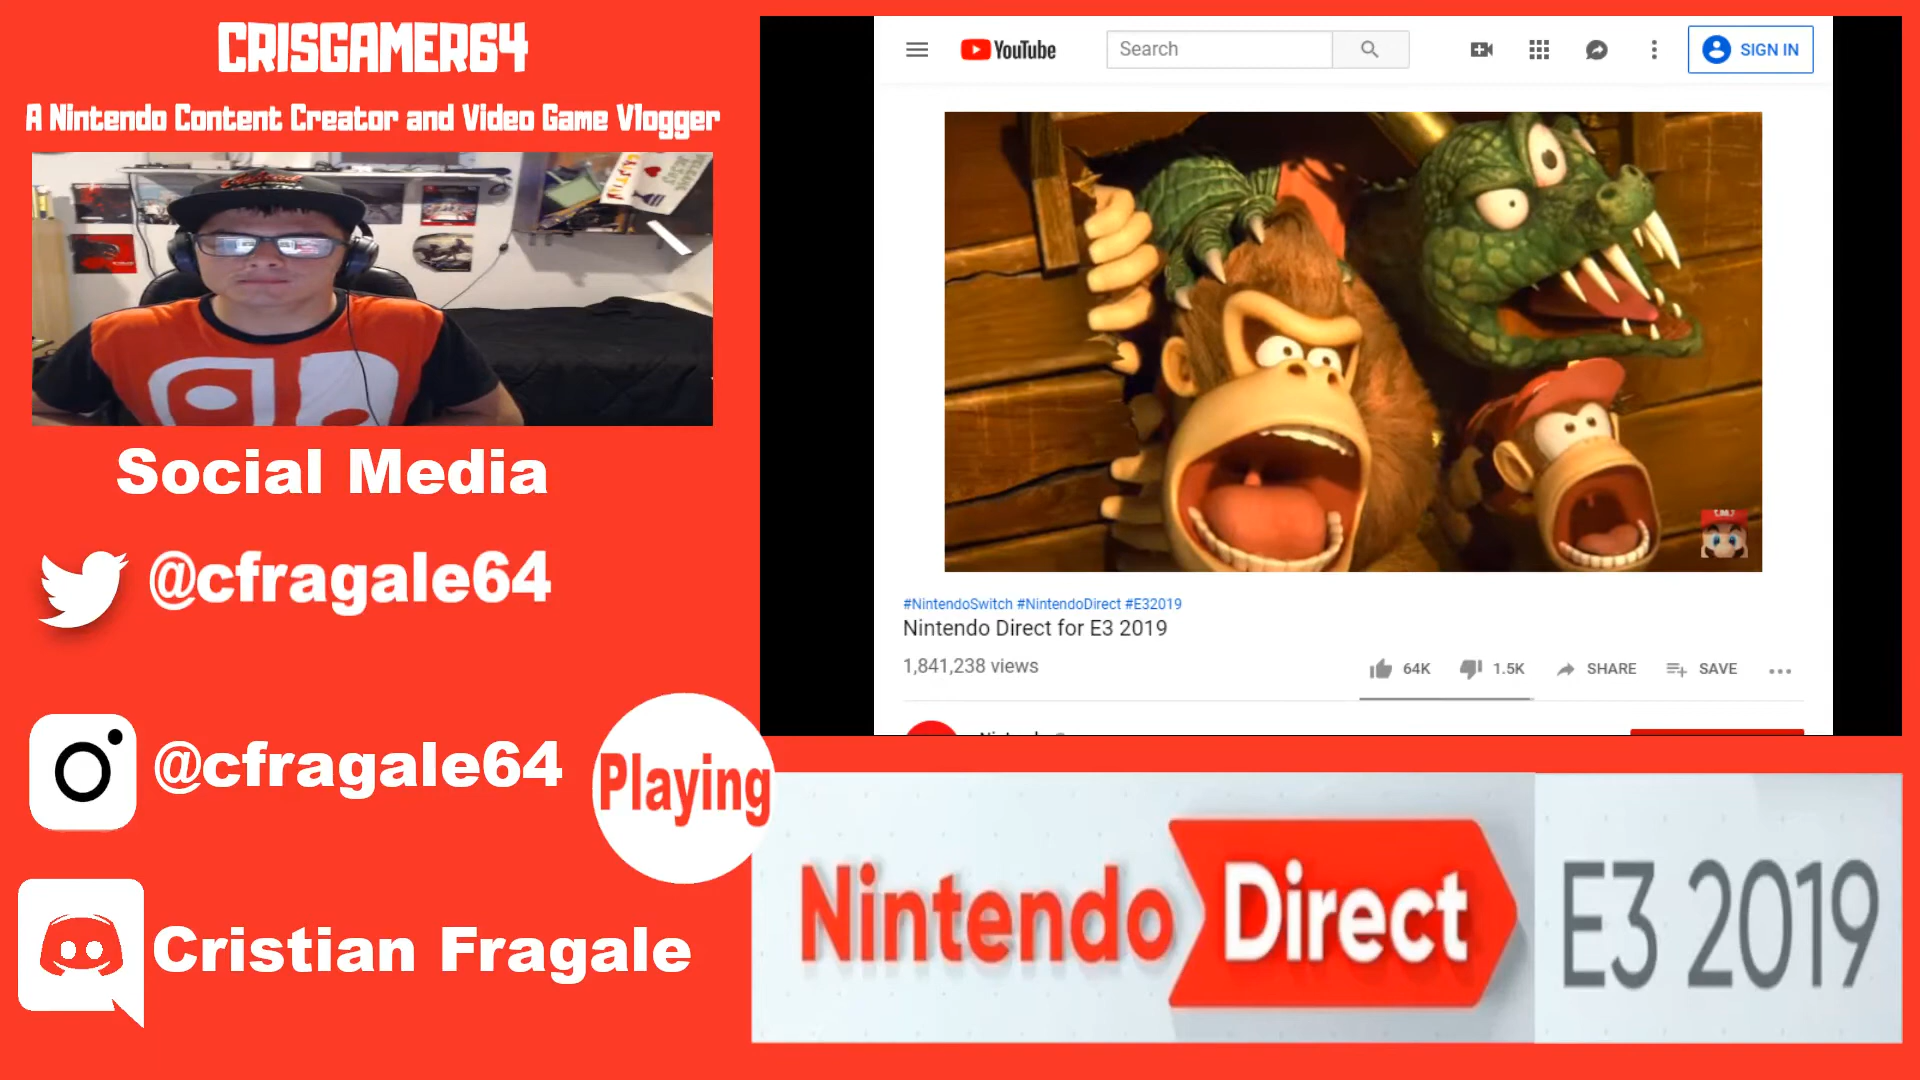 CRISGAMER64
A Nintendo Content Creator and Video Game Vlogger
Social Media
@cfragale64
@cfragale64
Cristian Fragale
YouTube
Search
SIGN IN
#NintendoSwitch #NintendoDirect #E32019
Nintendo Direct for E3 2019
1,841,238 views
64K
1.5K
SHARE
SAVE
Playing
Nintendo Direct
E3 2019